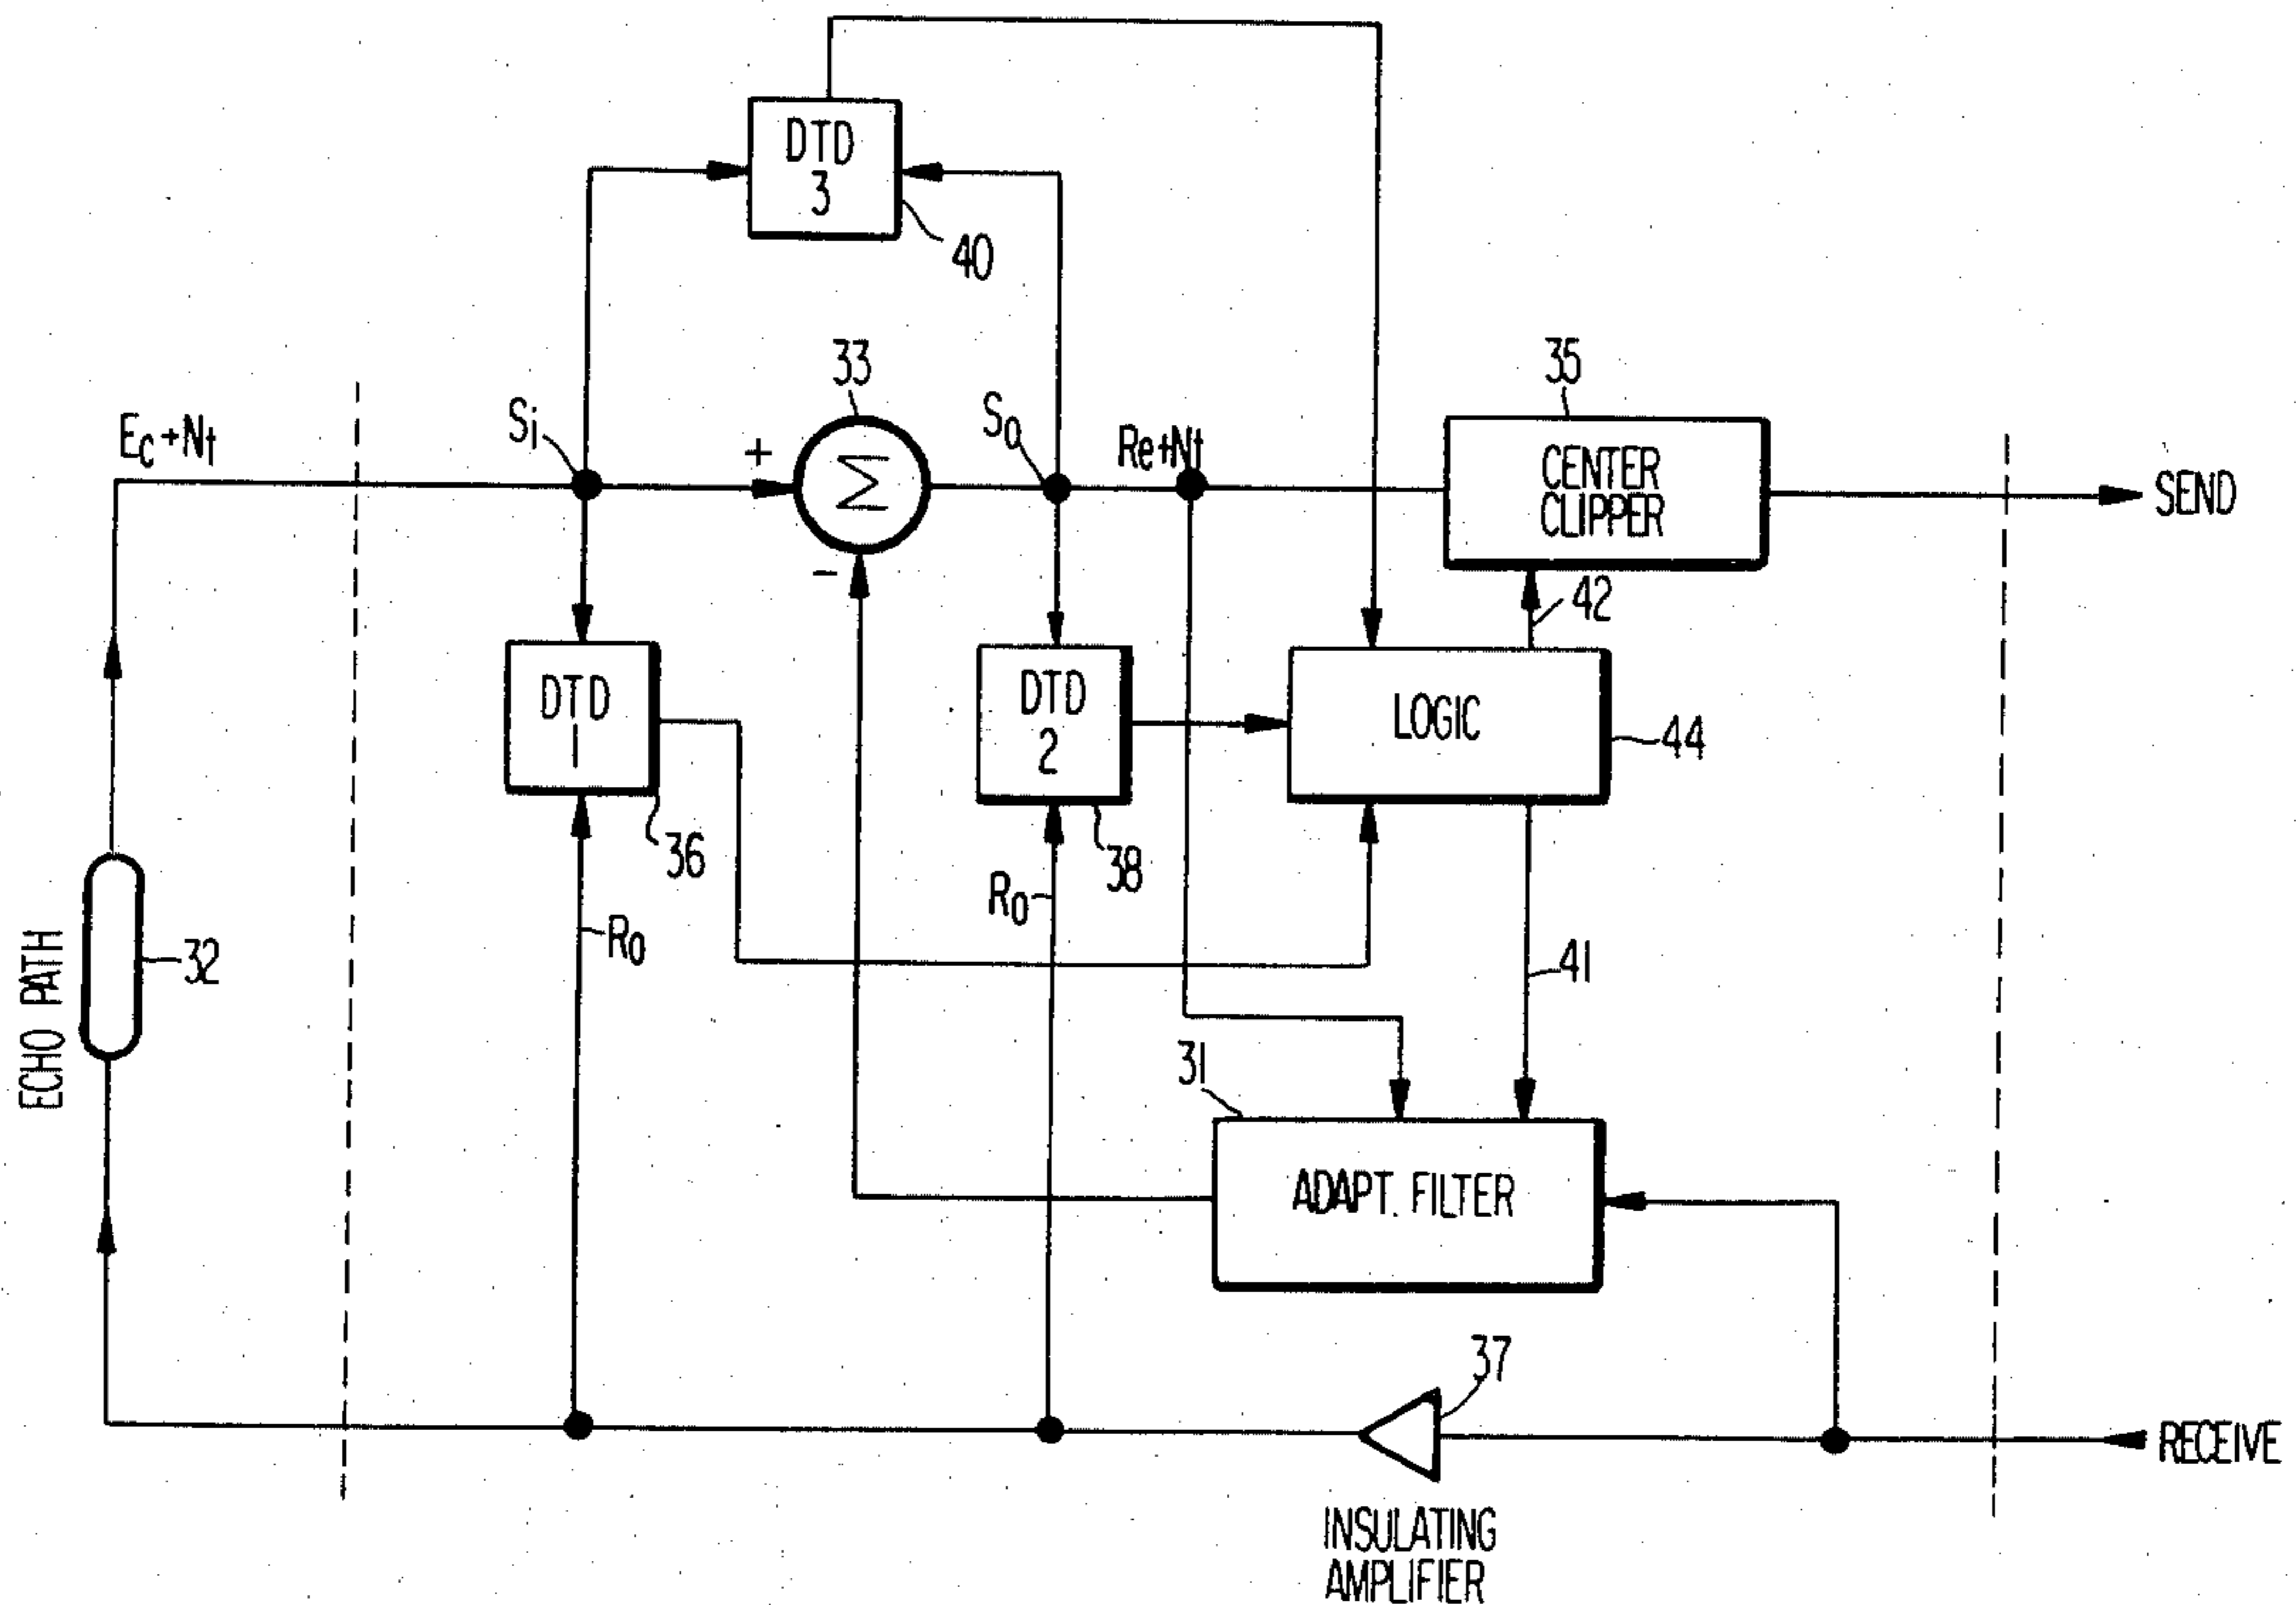 DTD
3
40
33
35
Ec+Nt
Si
+
Σ
So
Re+Nt
CENTER
CLIPPER
SEND
-
42
DTD
1
DTD
2
LOGIC
44
36
38
Ro
Ro
ECHO PATH
32
41
31
ADAPT. FILTER
37
RECEIVE
INSULATING
AMPLIFIER